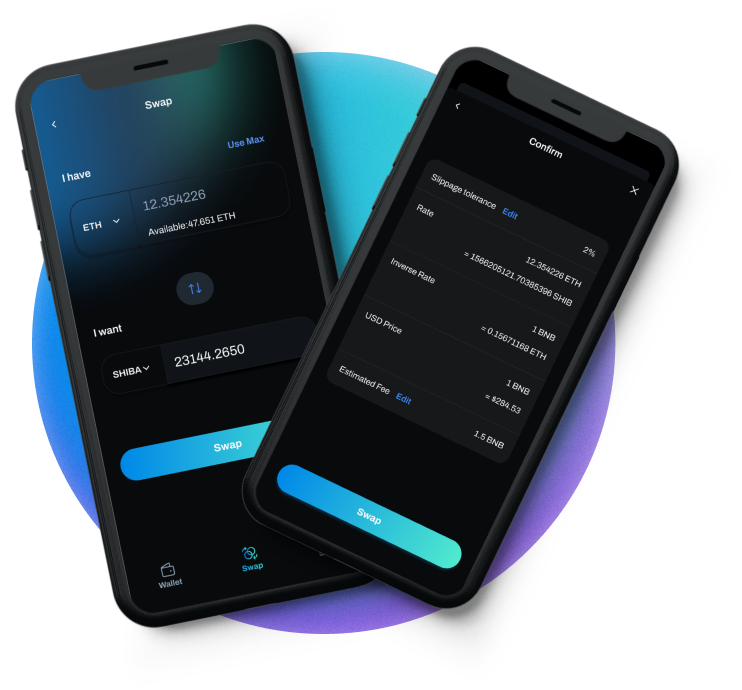 Swap
Use Max
I have
ETH
12.354226
Available:47.651 ETH
I want
SHIBA
23144.2650
Swap
Wallet
Swap
Confirm
Slippage tolerance Edit
2%
Rate
12.354226 ETH
= 1566205121.70385396 SHIB
Inverse Rate
1 BNB
= 0.15671168 ETH
USD Price
1 BNB
= $284.53
Estimated Fee Edit
1.5 BNB
Swap